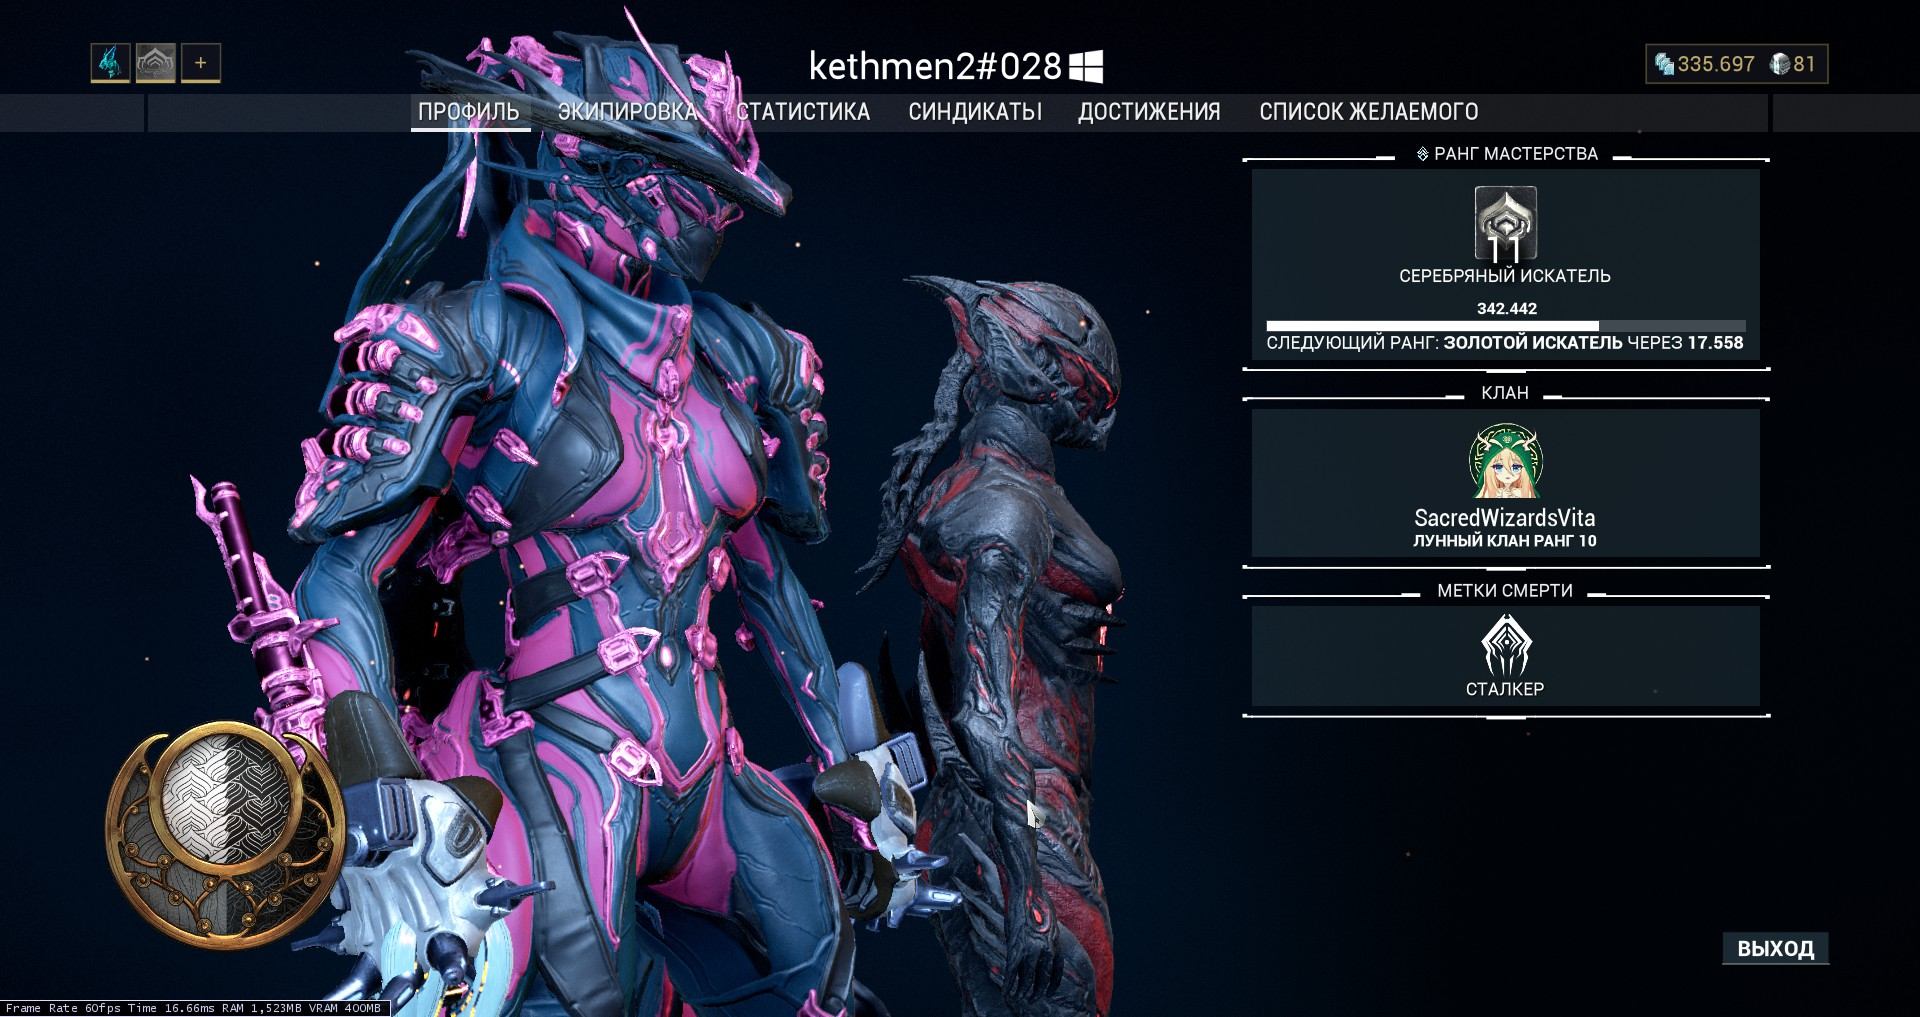 +
kethmen2#028
335.697 81
ПРОФИЛЬ ЭКИПИРОВКА СТАТИСТИКА СИНДИКАТЫ ДОСТИЖЕНИЯ СПИСОК ЖЕЛАЕМОГО
РАНГ МАСТЕРСТВА
11
СЕРЕБРЯНЫЙ ИСКАТЕЛЬ
342.442
СЛЕДУЮЩИЙ РАНГ: ЗОЛОТОЙ ИСКАТЕЛЬ ЧЕРЕЗ 17.558
КЛАН
SacredWizardsVita
ЛУННЫЙ КЛАН РАНГ 10
МЕТКИ СМЕРТИ
СТАЛКЕР
ВЫХОД
Frame Rate 60fps Time 16.66ms RAM 1,523MB VRAM 400MB